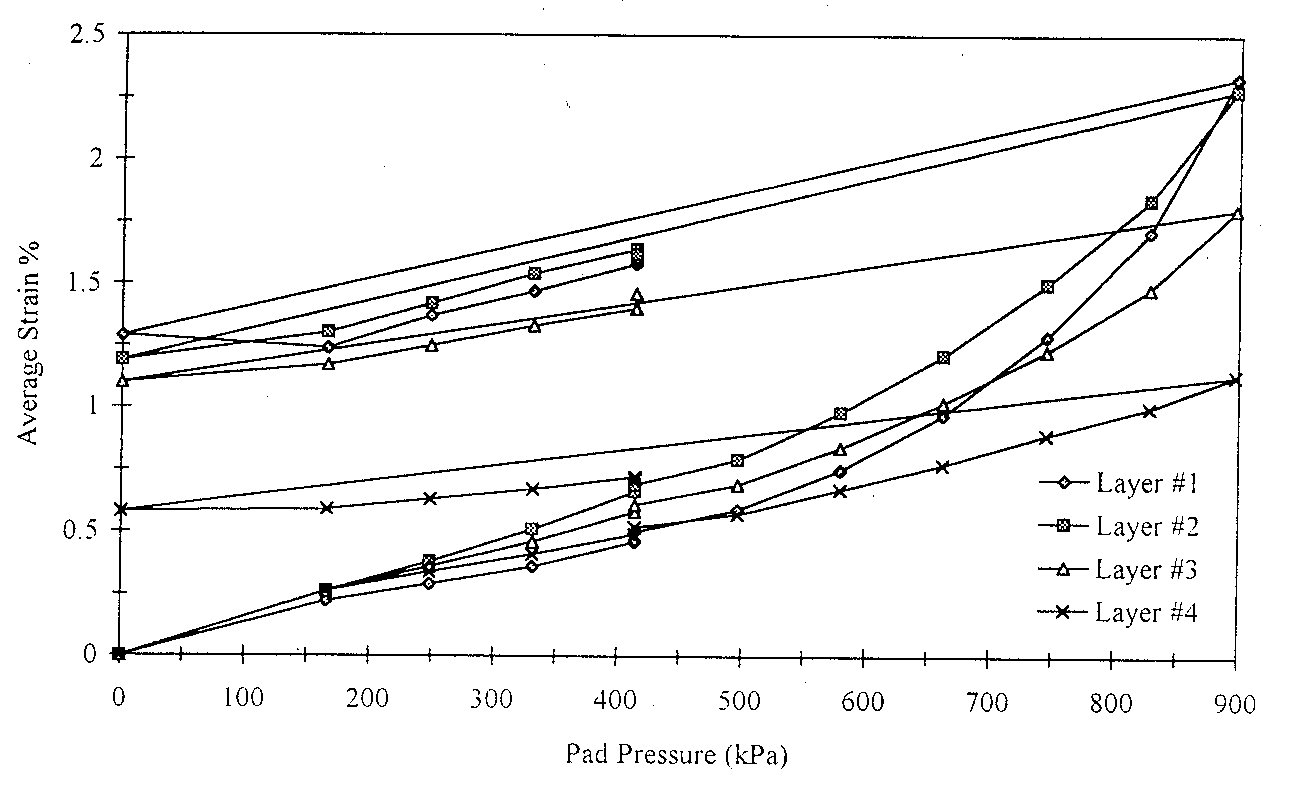 2.5
2
1.5
1
0.5
0
Average Strain %
0 100 200 300 400 500 600 700 800 900
Pad Pressure (kPa)
Layer #1
Layer #2
Layer #3
Layer #4